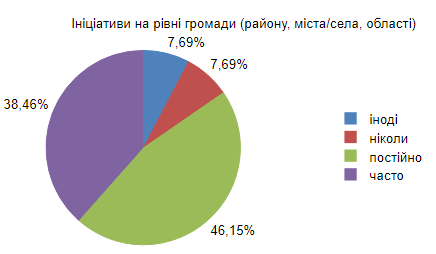 Ініціативи на рівні громади (району, міста/села, області)
7,69%
7,69%
38,46%
іноді
ніколи
постійно
часто
46,15%